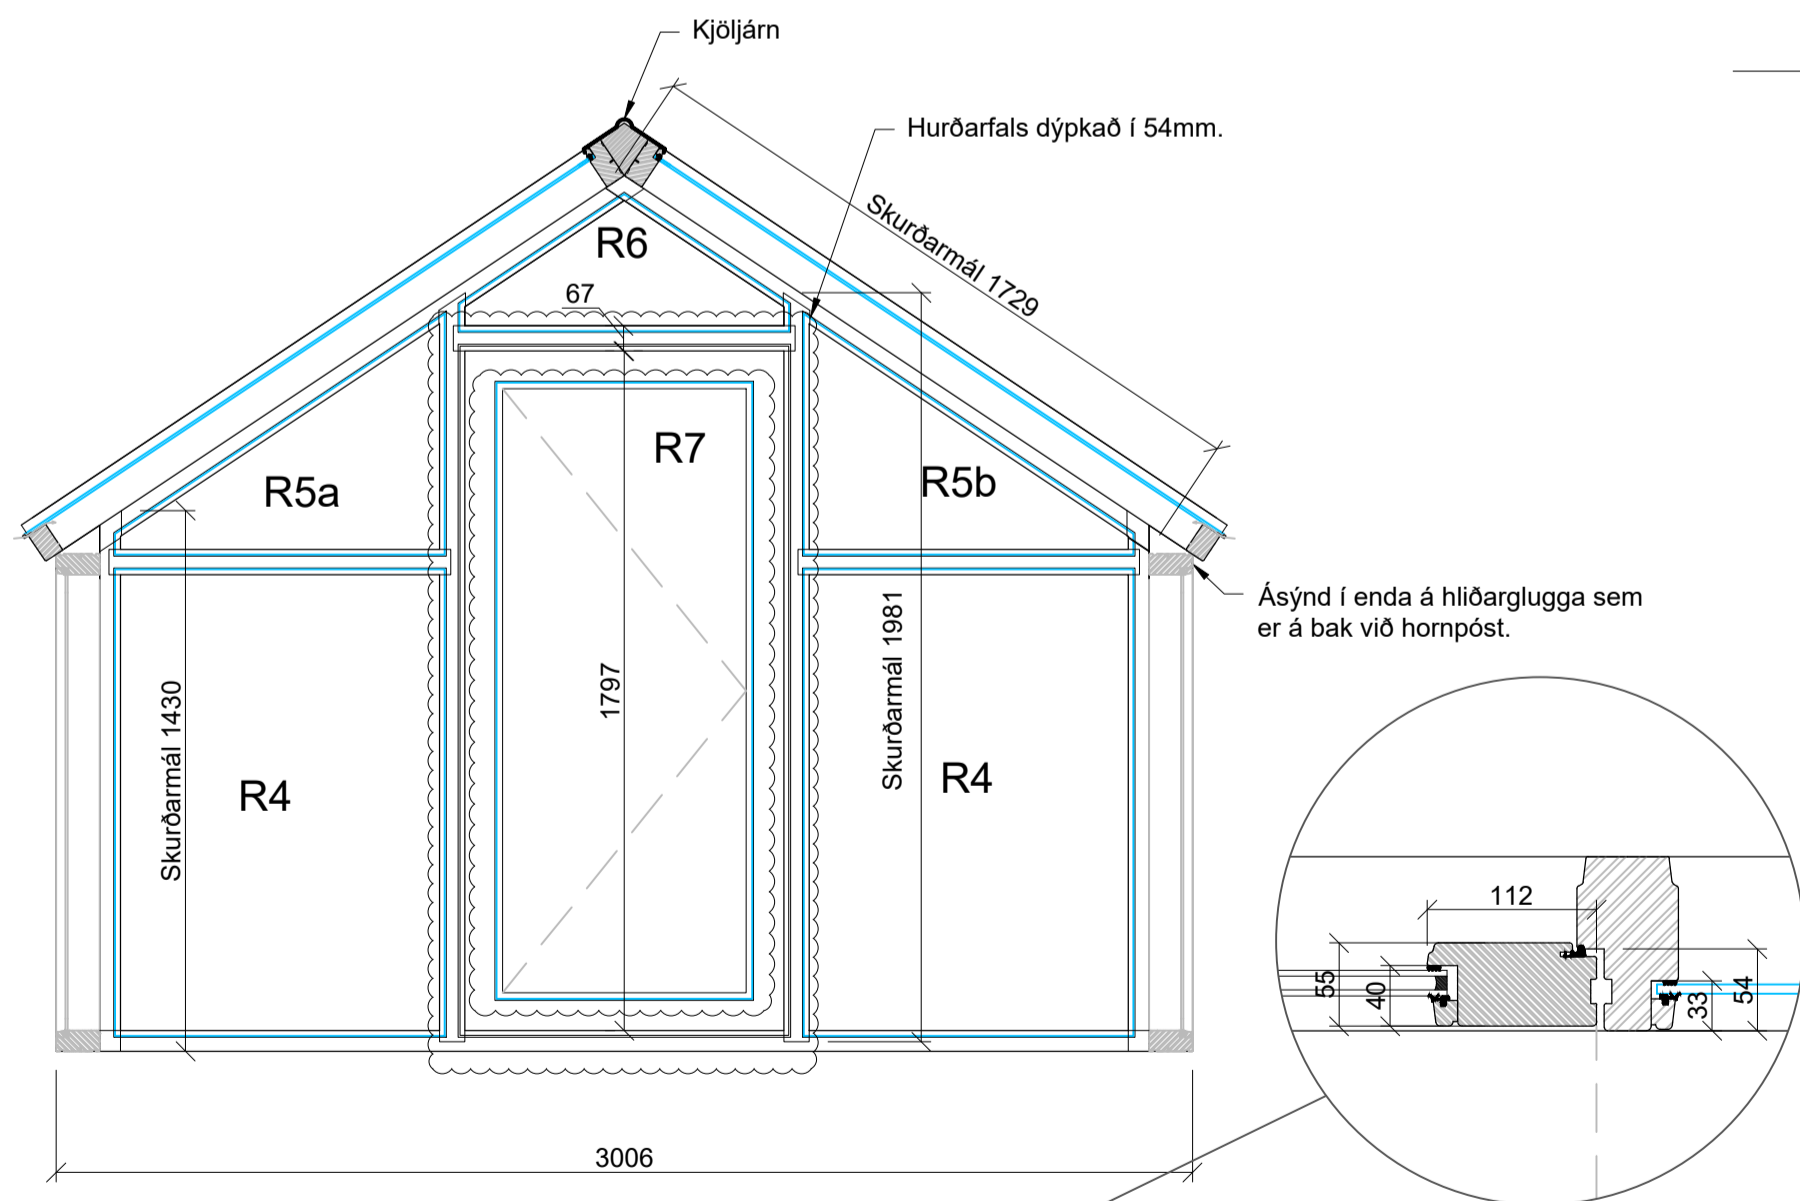 Kjöljárn
Hurðarfals dýpkað í 54mm.
Skurðarmál 1729
R6
67
R7
R5a
R5b
Skurðarmál 1981
Ásýnd í enda á hliðarglugga sem
er á bak við hornpóst.
1797
Skurðarmál 1430
R4
R4
112
55
40
33
54
3006